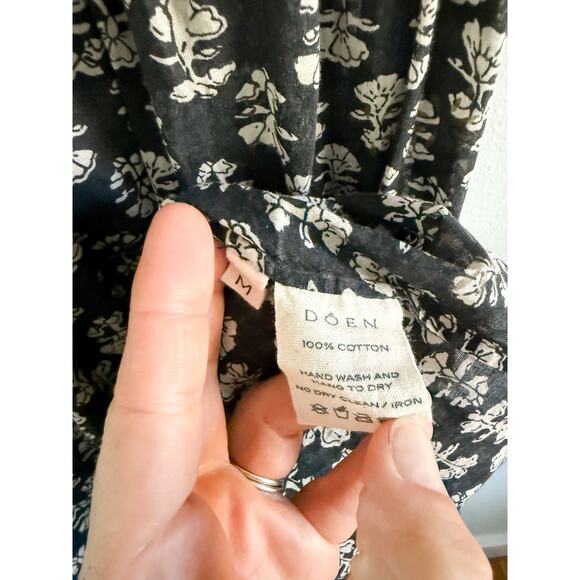 M
DÔEN
100% COTTON
HAND WASH AND
HANG TO DRY
NO DRY CLEAN / IRON